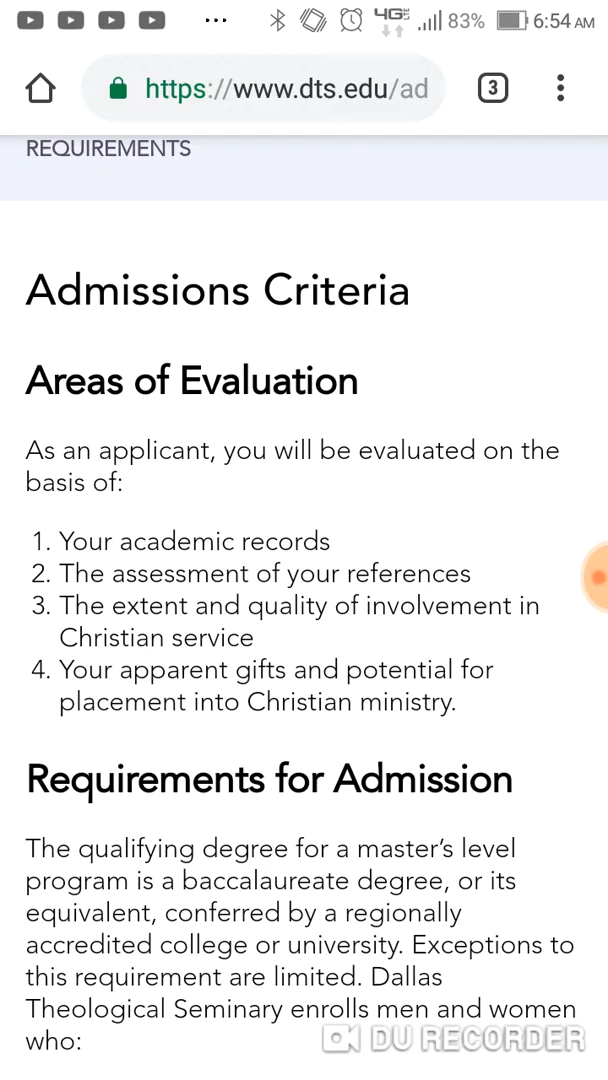 83% 6:54 AM
https://www.dts.edu/ad
3
REQUIREMENTS
Admissions Criteria
Areas of Evaluation
As an applicant, you will be evaluated on the
basis of:
1. Your academic records
2. The assessment of your references
3. The extent and quality of involvement in
Christian service
4. Your apparent gifts and potential for
placement into Christian ministry.
Requirements for Admission
The qualifying degree for a master’s level
program is a baccalaureate degree, or its
equivalent, conferred by a regionally
accredited college or university. Exceptions to
this requirement are limited. Dallas
Theological Seminary enrolls men and women
who:
DU RECORDER